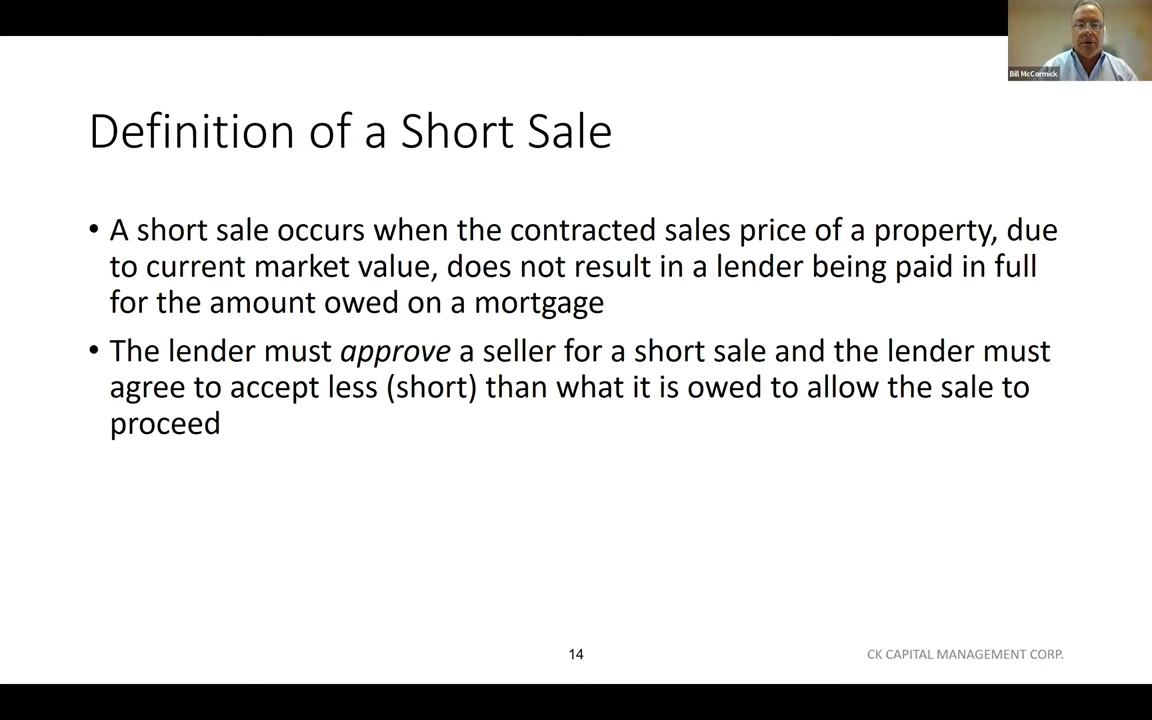 Bill McCormick
Definition of a Short Sale
• A short sale occurs when the contracted sales price of a property, due
to current market value, does not result in a lender being paid in full
for the amount owed on a mortgage
• The lender must approve a seller for a short sale and the lender must
agree to accept less (short) than what it is owed to allow the sale to
proceed
14
CK CAPITAL MANAGEMENT CORP.